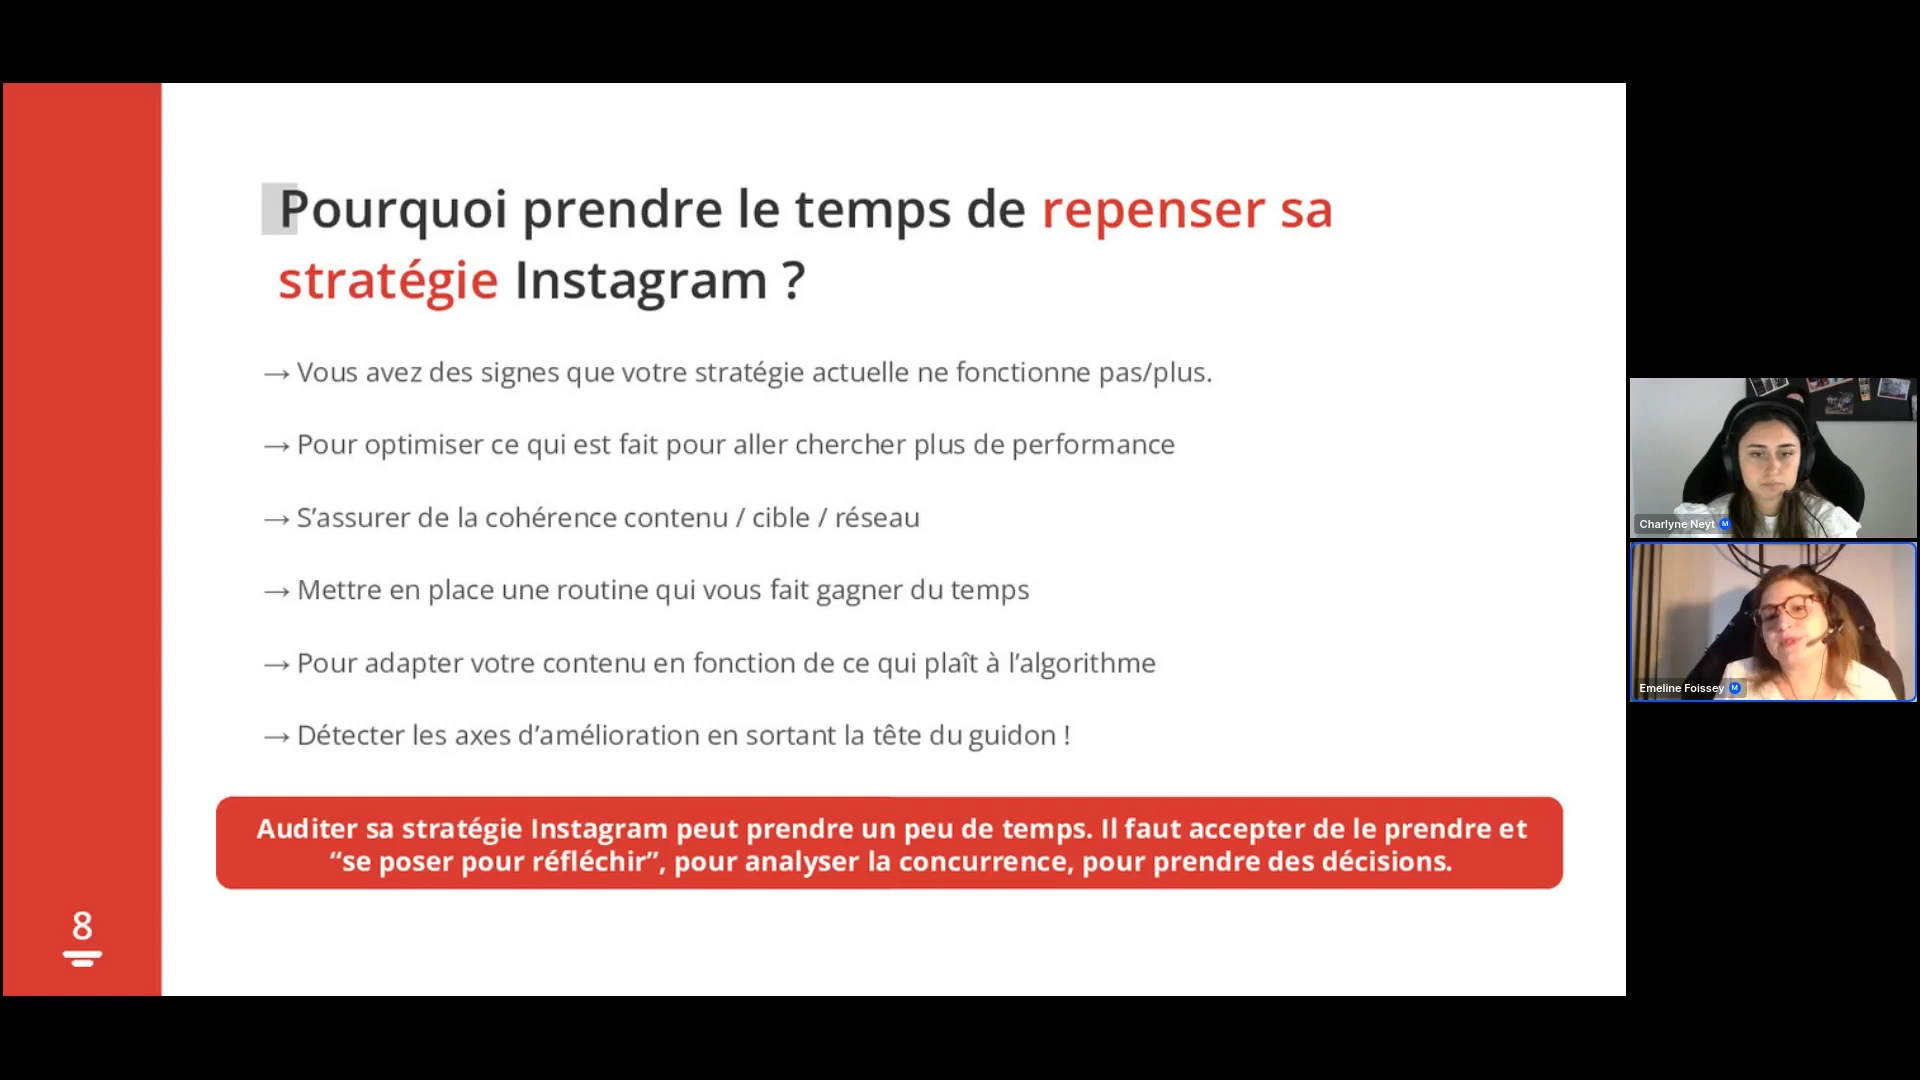 Pourquoi prendre le temps de repenser sa
stratégie Instagram ?
→ Vous avez des signes que votre stratégie actuelle ne fonctionne pas/plus.
→ Pour optimiser ce qui est fait pour aller chercher plus de performance
→ S’assurer de la cohérence contenu / cible / réseau
→ Mettre en place une routine qui vous fait gagner du temps
→ Pour adapter votre contenu en fonction de ce qui plaît à l’algorithme
→ Détecter les axes d’amélioration en sortant la tête du guidon !
Auditer sa stratégie Instagram peut prendre un peu de temps. Il faut accepter de le prendre et
“se poser pour réfléchir”, pour analyser la concurrence, pour prendre des décisions.
8
Charlyne Neyt M
Emeline Foissey M